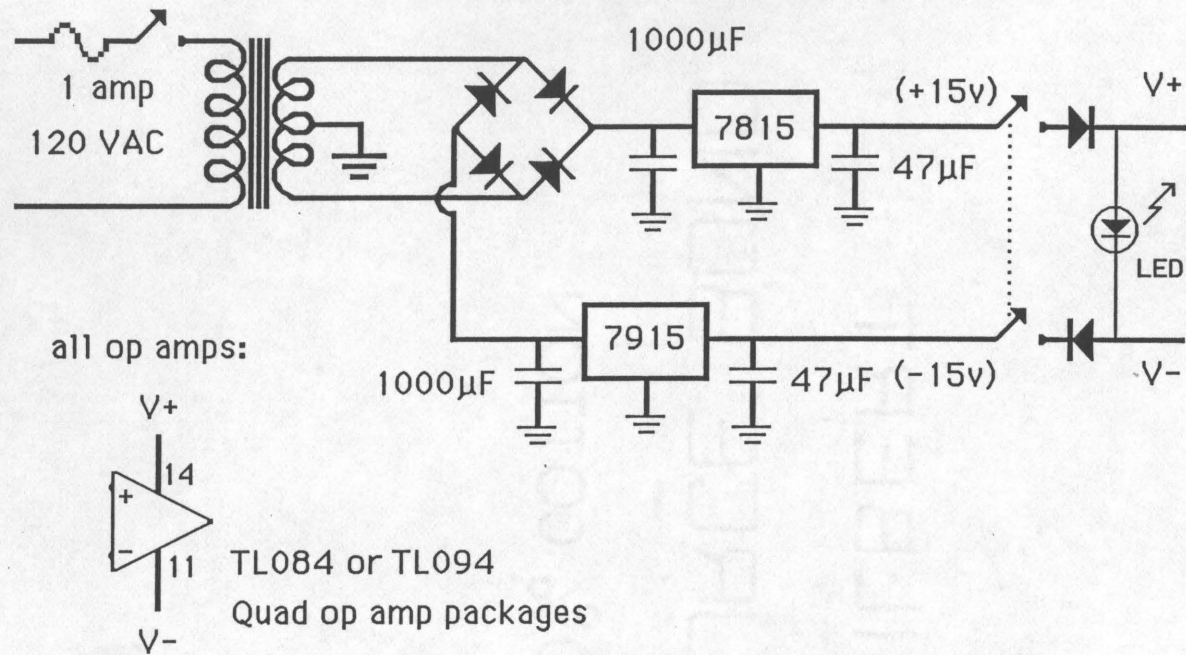 1000µF
1 amp
120 VAC
7815
(+15v)
V+
47µF
LED
7915
1000µF
47µF
(-15v)
V-
all op amps:
V+
14
+
-
11
V-
TL084 or TL094
Quad op amp packages